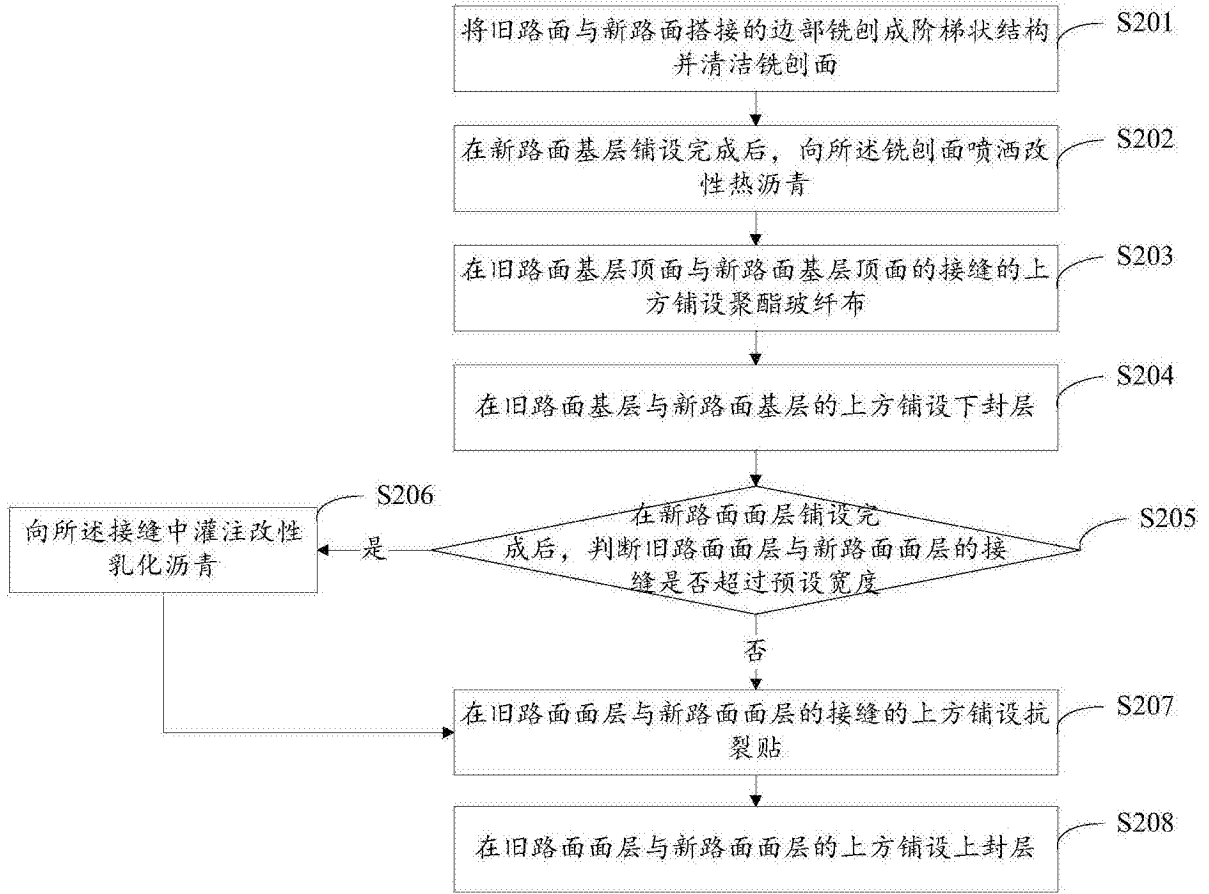 将旧路面与新路面搭接的边部铣刨成阶梯状结构
并清洁铣刨面
S201
在新路面基层铺设完成后，向所述铣刨面喷洒改
性热沥青
S202
在旧路面基层顶面与新路面基层顶面的接缝的上
方铺设聚酯玻纤布
S203
在旧路面基层与新路面基层的上方铺设下封层
S204
在新路面面层铺设完
成后，判断旧路面面层与新路面面层的接
缝是否超过预设宽度
S205
是
向所述接缝中灌注改性
乳化沥青
S206
否
在旧路面面层与新路面面层的接缝的上方铺设抗
裂贴
S207
在旧路面面层与新路面面层的上方铺设上封层
S208